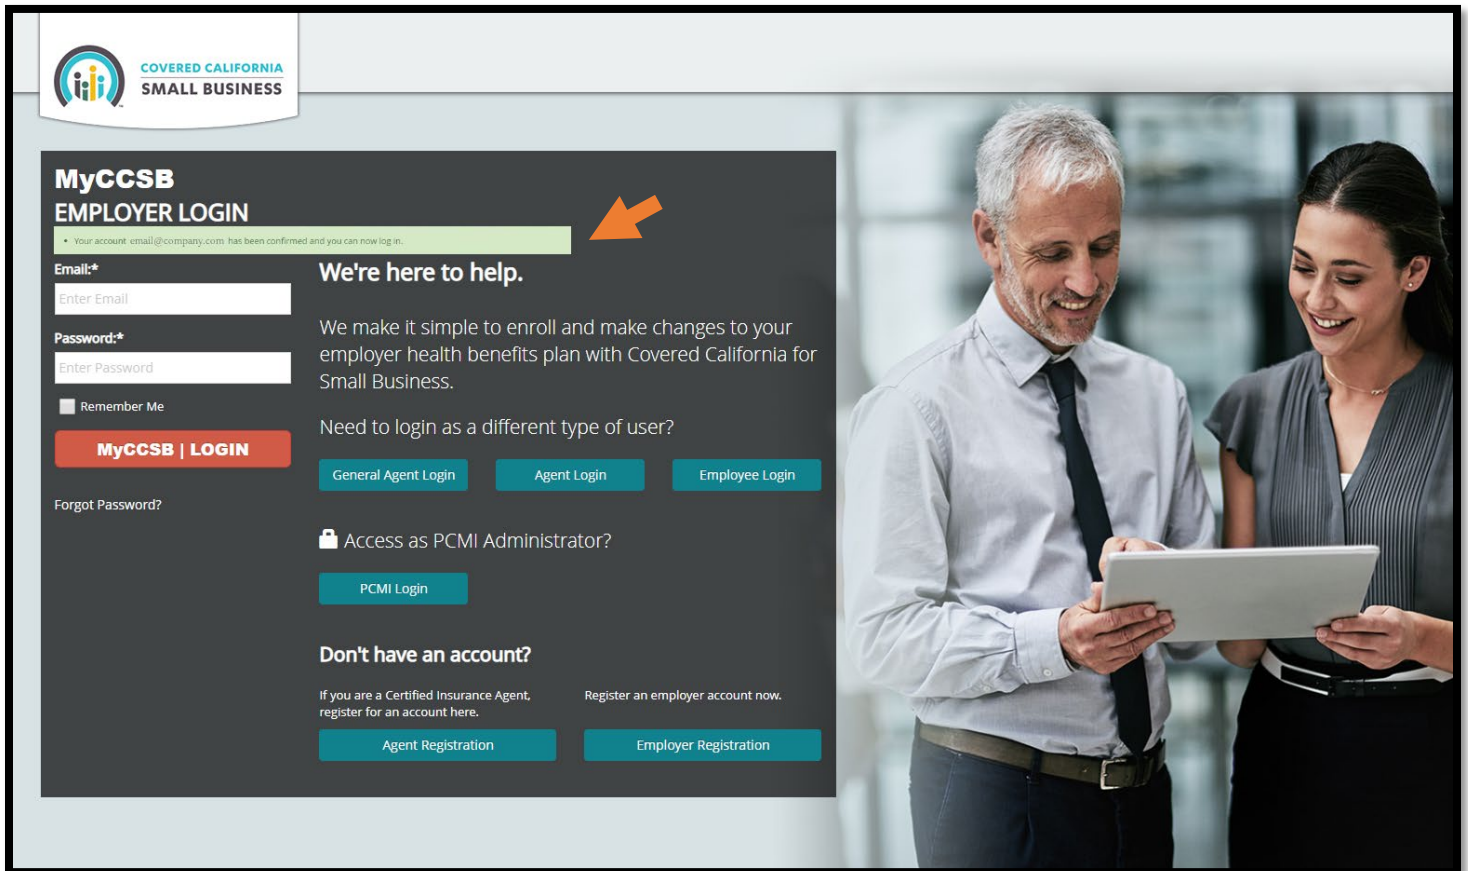 COVERED CALIFORNIA
SMALL BUSINESS
MyCCSB
EMPLOYER LOGIN
• Your account email@company.com has been confirmed and you can now log in.
Email:*
Enter Email
Password:*
Enter Password
Remember Me
MyCCSB | LOGIN
Forgot Password?
We're here to help.
We make it simple to enroll and make changes to your
employer health benefits plan with Covered California for
Small Business.
Need to login as a different type of user?
General Agent Login
Agent Login
Employee Login
Access as PCMI Administrator?
PCMI Login
Don't have an account?
If you are a Certified Insurance Agent,
register for an account here.
Agent Registration
Register an employer account now.
Employer Registration